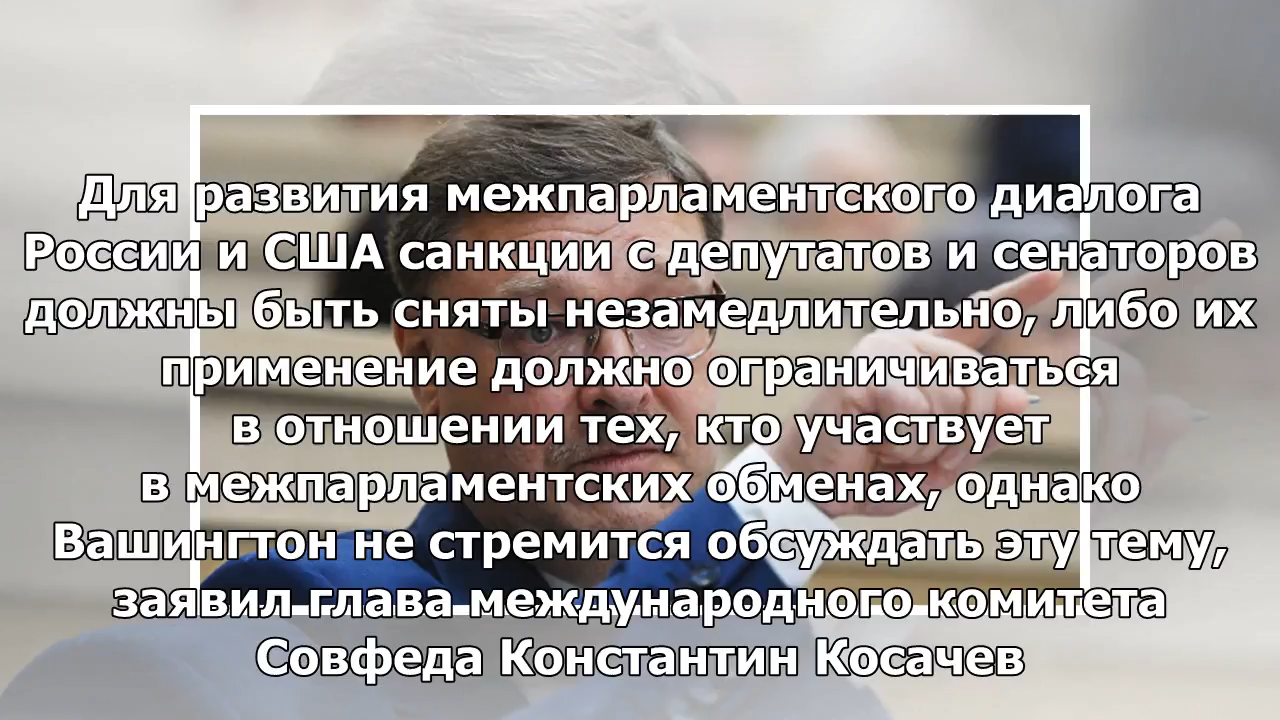 Для развития межпарламентского диалога
России и США санкции с депутатов и сенаторов
должны быть сняты незамедлительно, либо их
применение должно ограничиваться
в отношении тех, кто участвует
в межпарламентских обменах, однако
Вашингтон не стремится обсуждать эту тему,
заявил глава международного комитета
Совфеда Константин Косачев